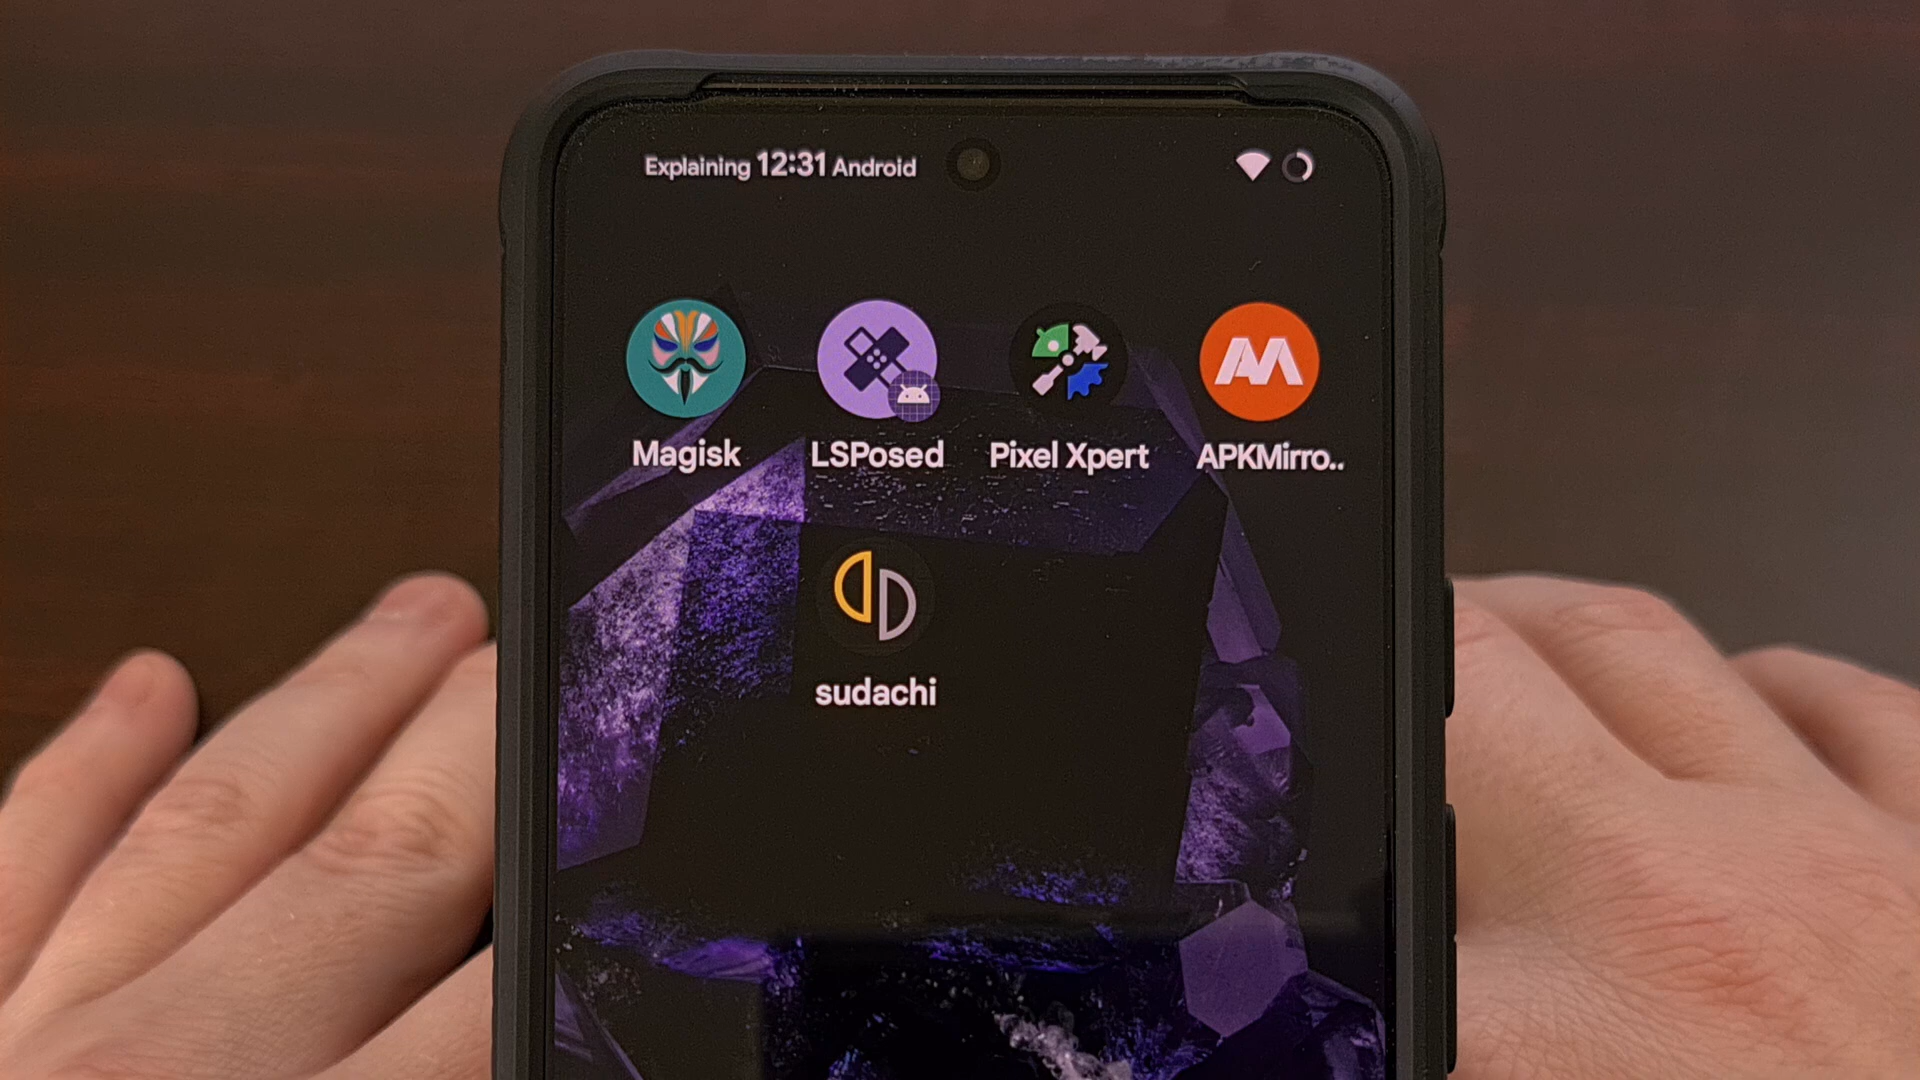 Explaining 12:31 Android
Magisk LSPosed Pixel Xpert APKMirro..
sudachi